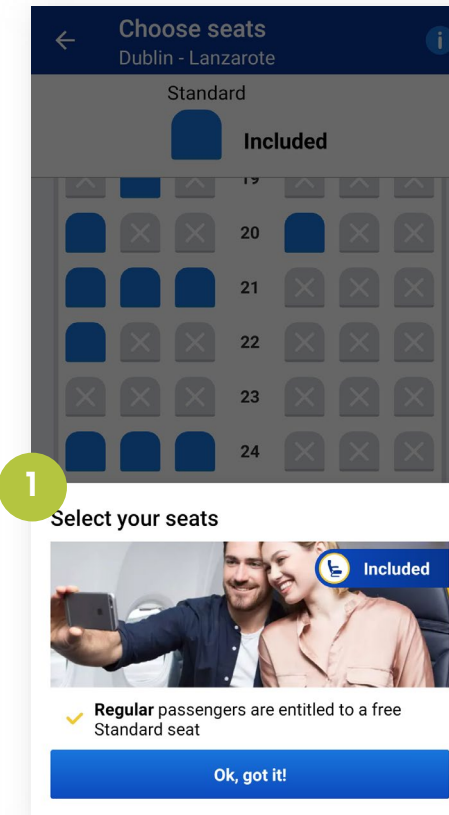 Choose seats
i
Dublin - Lanzarote
Standard
Included
19
20
21
22
23
24
1
Select your seats
Included
Regular passengers are entitled to a free
Standard seat
Ok, got it!